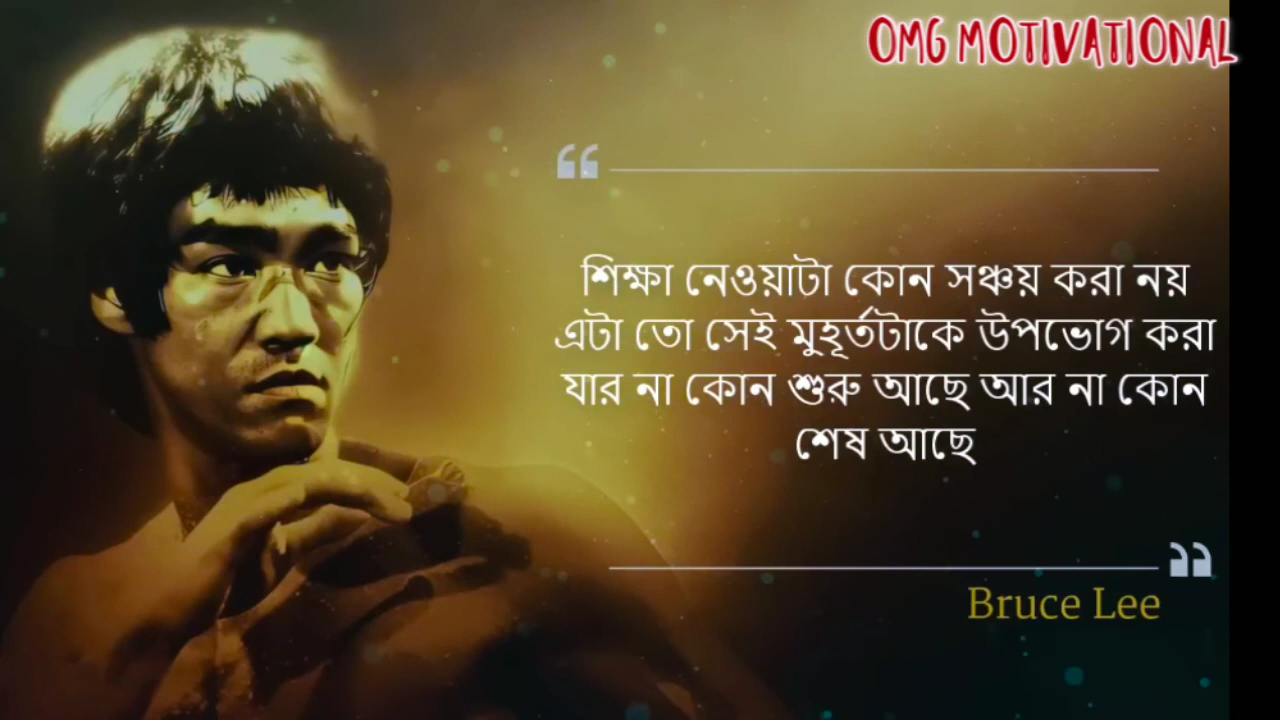 OMG MOTIVATIONAL
“
শিক্ষা নেওয়াটা কোন সঞ্চয় করা নয়
এটা তো সেই মুহূর্তটাকে উপভোগ করা
যার না কোন শুরু আছে আর না কোন
শেষ আছে
”
Bruce Lee